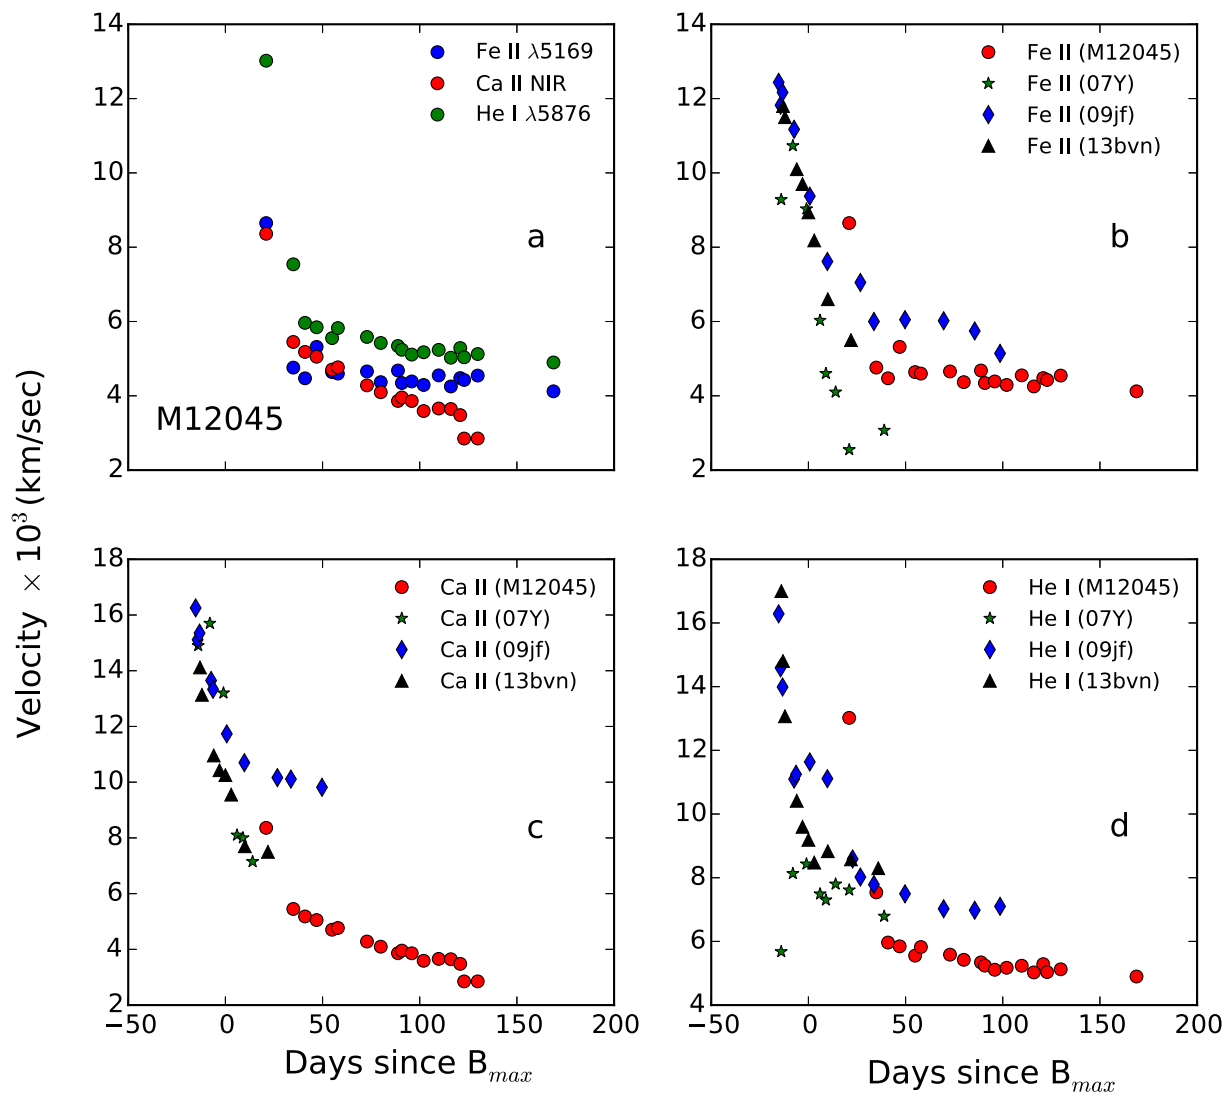 14
12
10
8
6
4
2
Fe II λ5169
Ca II NIR
He I λ5876
a
M12045
14
12
10
8
6
4
2
Fe II (M12045)
Fe II (07Y)
Fe II (09jf)
Fe II (13bvn)
b
Velocity × 10³ (km/sec)
18
16
14
12
10
8
6
4
2
−50 0 50 100 150 200
Ca II (M12045)
Ca II (07Y)
Ca II (09jf)
Ca II (13bvn)
c
Days since B_max
18
16
14
12
10
8
6
4
−50 0 50 100 150 200
He I (M12045)
He I (07Y)
He I (09jf)
He I (13bvn)
d
Days since B_max